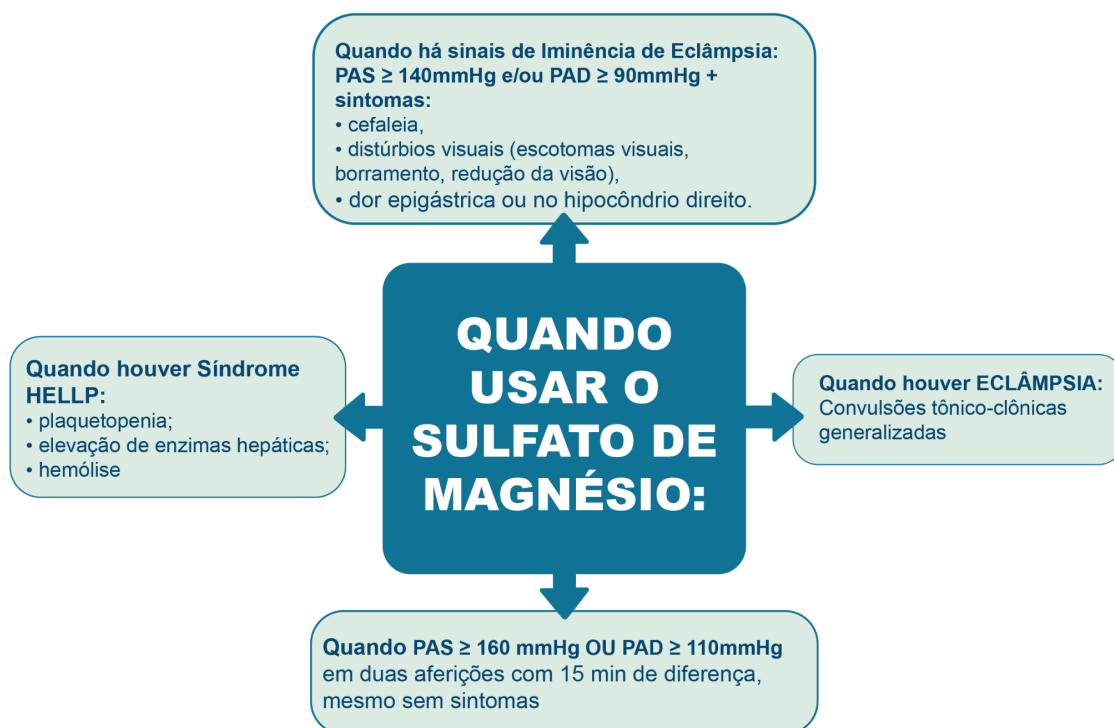 Quando há sinais de Iminência de Eclâmpsia:
PAS ≥ 140mmHg e/ou PAD ≥ 90mmHg +
sintomas:
• cefaleia,
• distúrbios visuais (escotomas visuais,
borramento, redução da visão),
• dor epigástrica ou no hipocôndrio direito.
QUANDO
USAR O
SULFATO DE
MAGNÉSIO:
Quando houver Síndrome
HELLP:
• plaquetopenia;
• elevação de enzimas hepáticas;
• hemólise
Quando houver ECLÂMPSIA:
Convulsões tônico-clônicas
generalizadas
Quando PAS ≥ 160 mmHg OU PAD ≥ 110mmHg
em duas aferições com 15 min de diferença,
mesmo sem sintomas